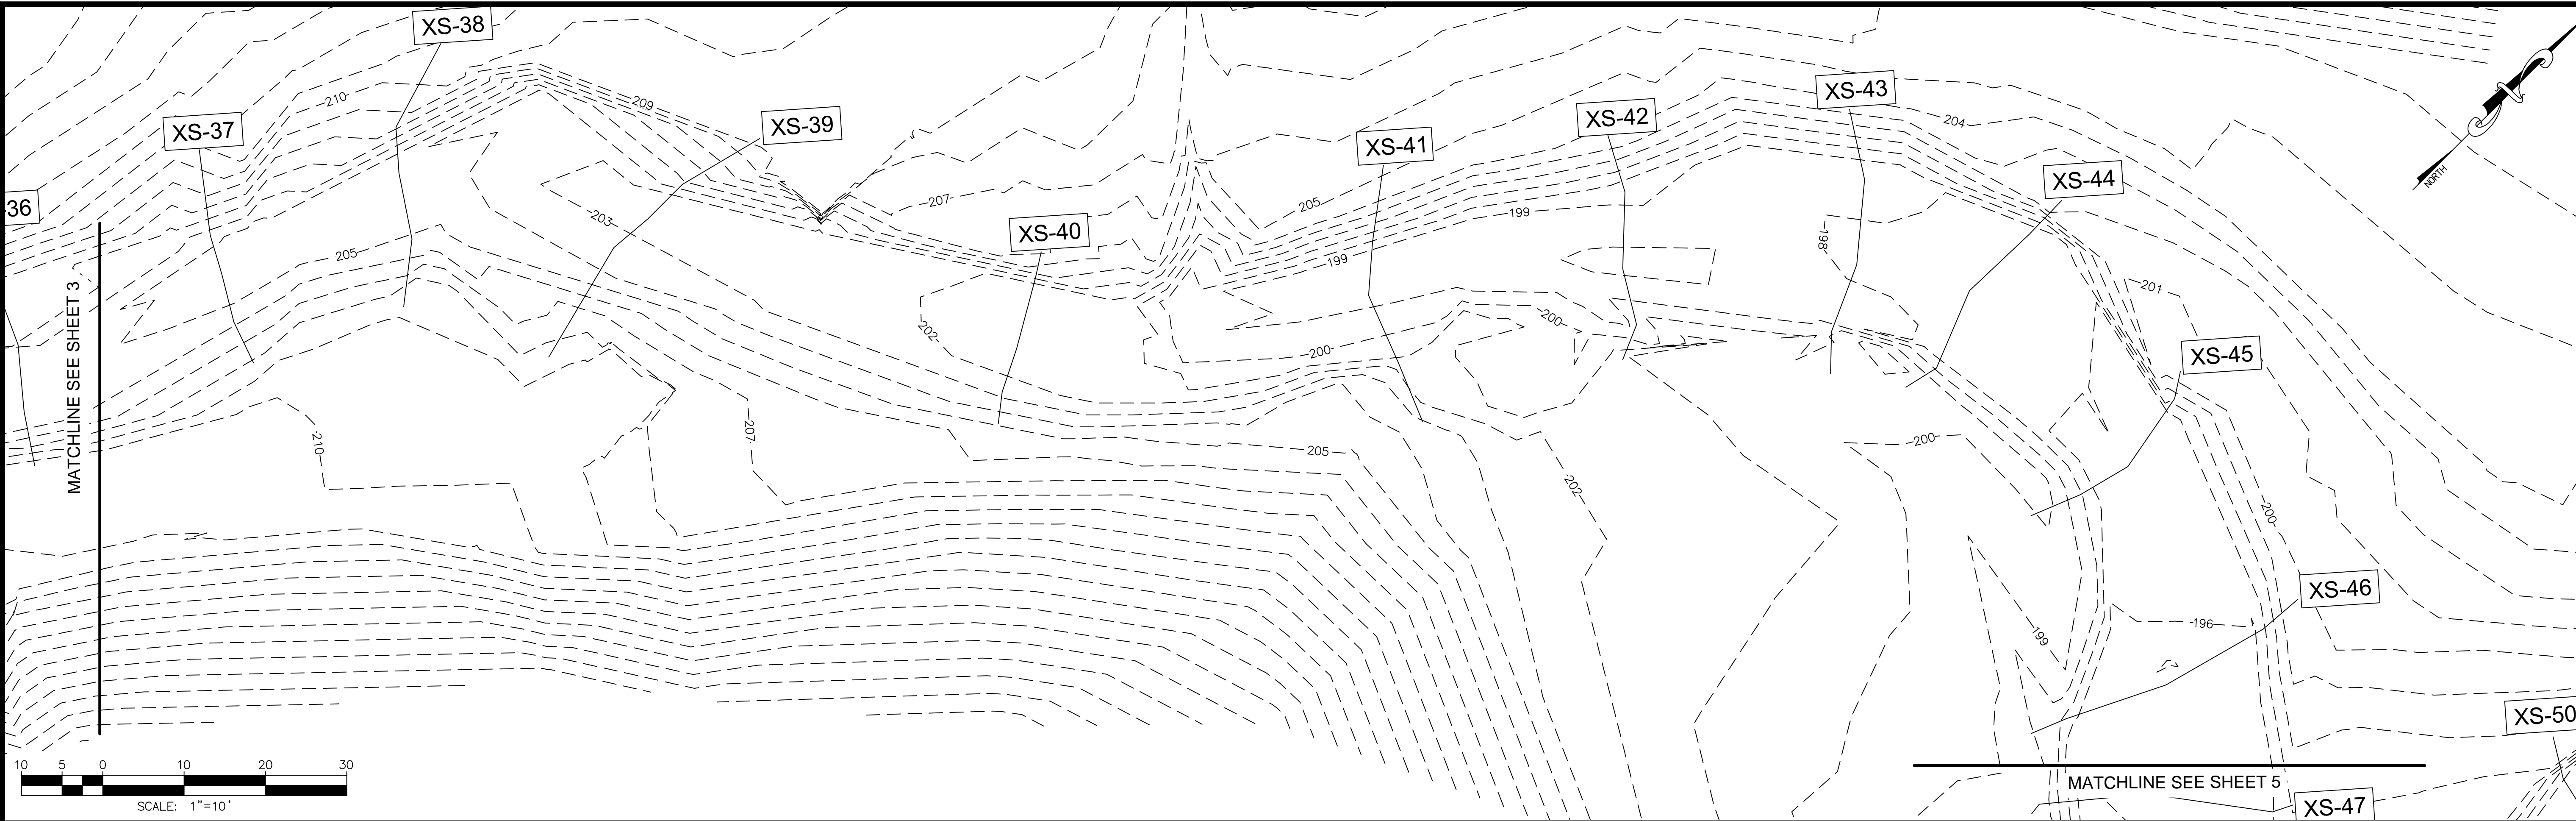 XS-38
XS-43
210
209
XS-39
XS-42
204
XS-37
XS-41
NORTH
XS-44
36
207
205
199
203
XS-40
198
205
199
201
MATCHLINE SEE SHEET 3
202
200
200
XS-45
210
207
205
200
202
200
XS-46
196
199
XS-50
10 5 0 10 20 30
SCALE: 1"=10'
MATCHLINE SEE SHEET 5
XS-47